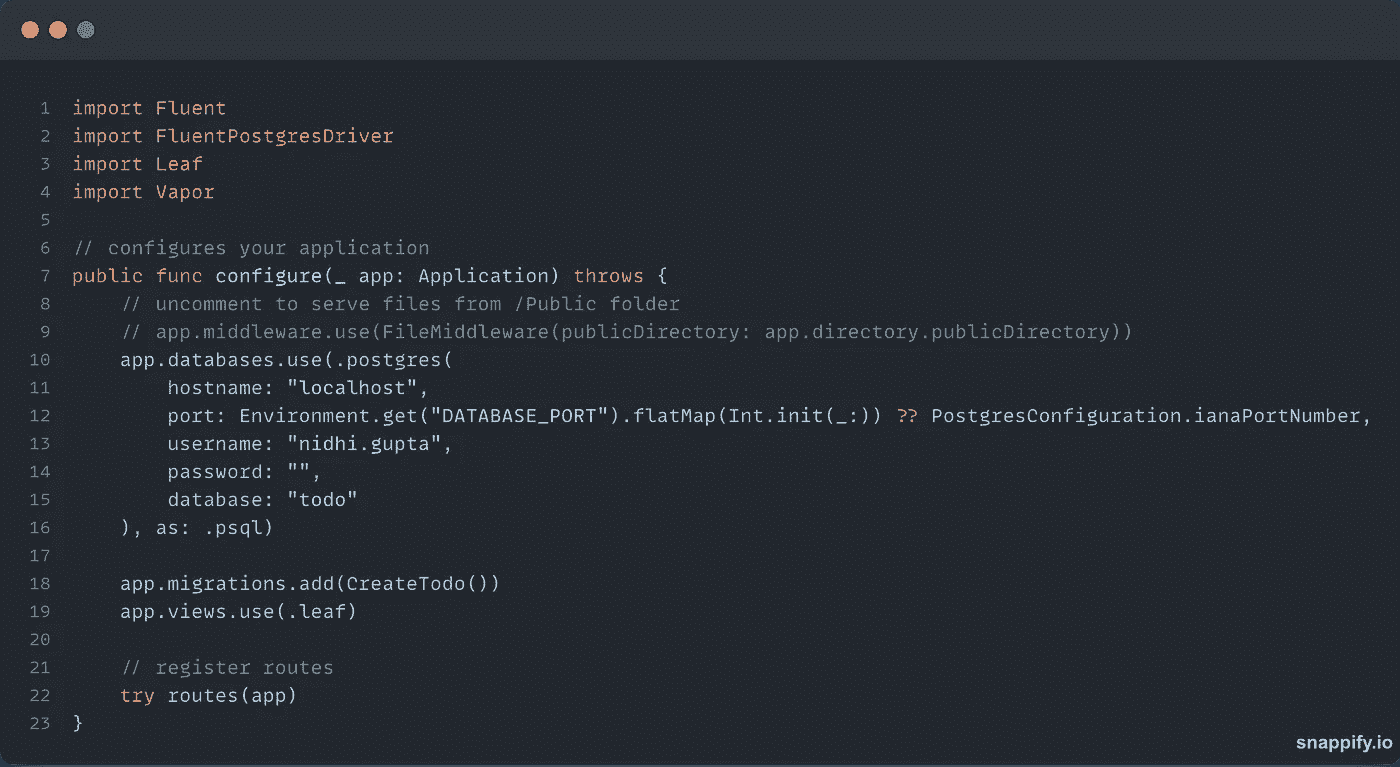 1 import Fluent
2 import FluentPostgresDriver
3 import Leaf
4 import Vapor
5
6 // configures your application
7 public func configure(_ app: Application) throws {
8     // uncomment to serve files from /Public folder
9     // app.middleware.use(FileMiddleware(publicDirectory: app.directory.publicDirectory))
10     app.databases.use(.postgres(
11         hostname: "localhost",
12         port: Environment.get("DATABASE_PORT").flatMap(Int.init(_:)) ?? PostgresConfiguration.ianaPortNumber,
13         username: "nidhi.gupta",
14         password: "",
15         database: "todo"
16     ), as: .psql)
17
18     app.migrations.add(CreateTodo())
19     app.views.use(.leaf)
20
21     // register routes
22     try routes(app)
23 }
snappify.io